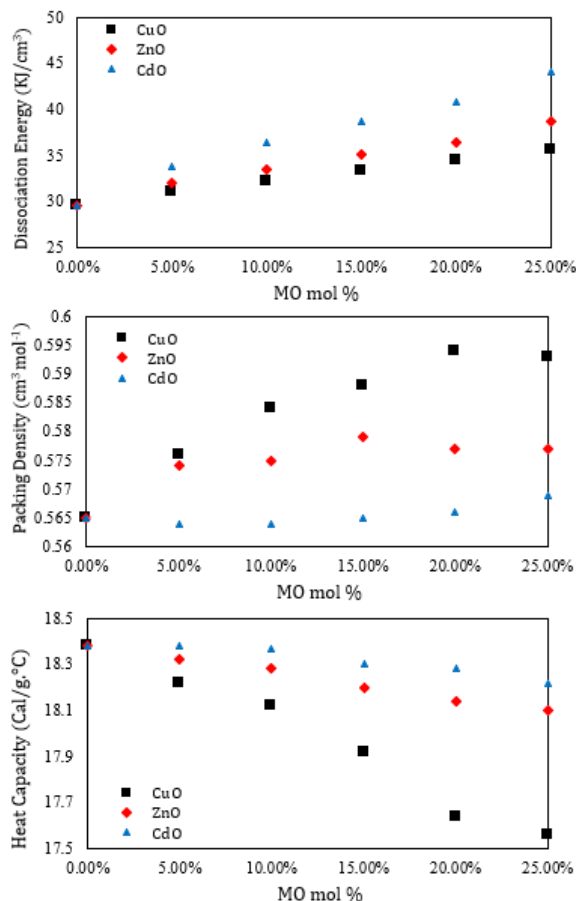 50
45
40
35
30
25
Dissociation Energy (KJ/cm³)
CuO
ZnO
CdO
0.00% 5.00% 10.00% 15.00% 20.00% 25.00%
MO mol %
0.6
0.595
0.59
0.585
0.58
0.575
0.57
0.565
0.56
Packing Density (cm³ mol⁻¹)
CuO
ZnO
CdO
0.00% 5.00% 10.00% 15.00% 20.00% 25.00%
MO mol %
18.5
18.3
18.1
17.9
17.7
17.5
Heat Capacity (Cal/g.°C)
CuO
ZnO
CdO
0.00% 5.00% 10.00% 15.00% 20.00% 25.00%
MO mol %